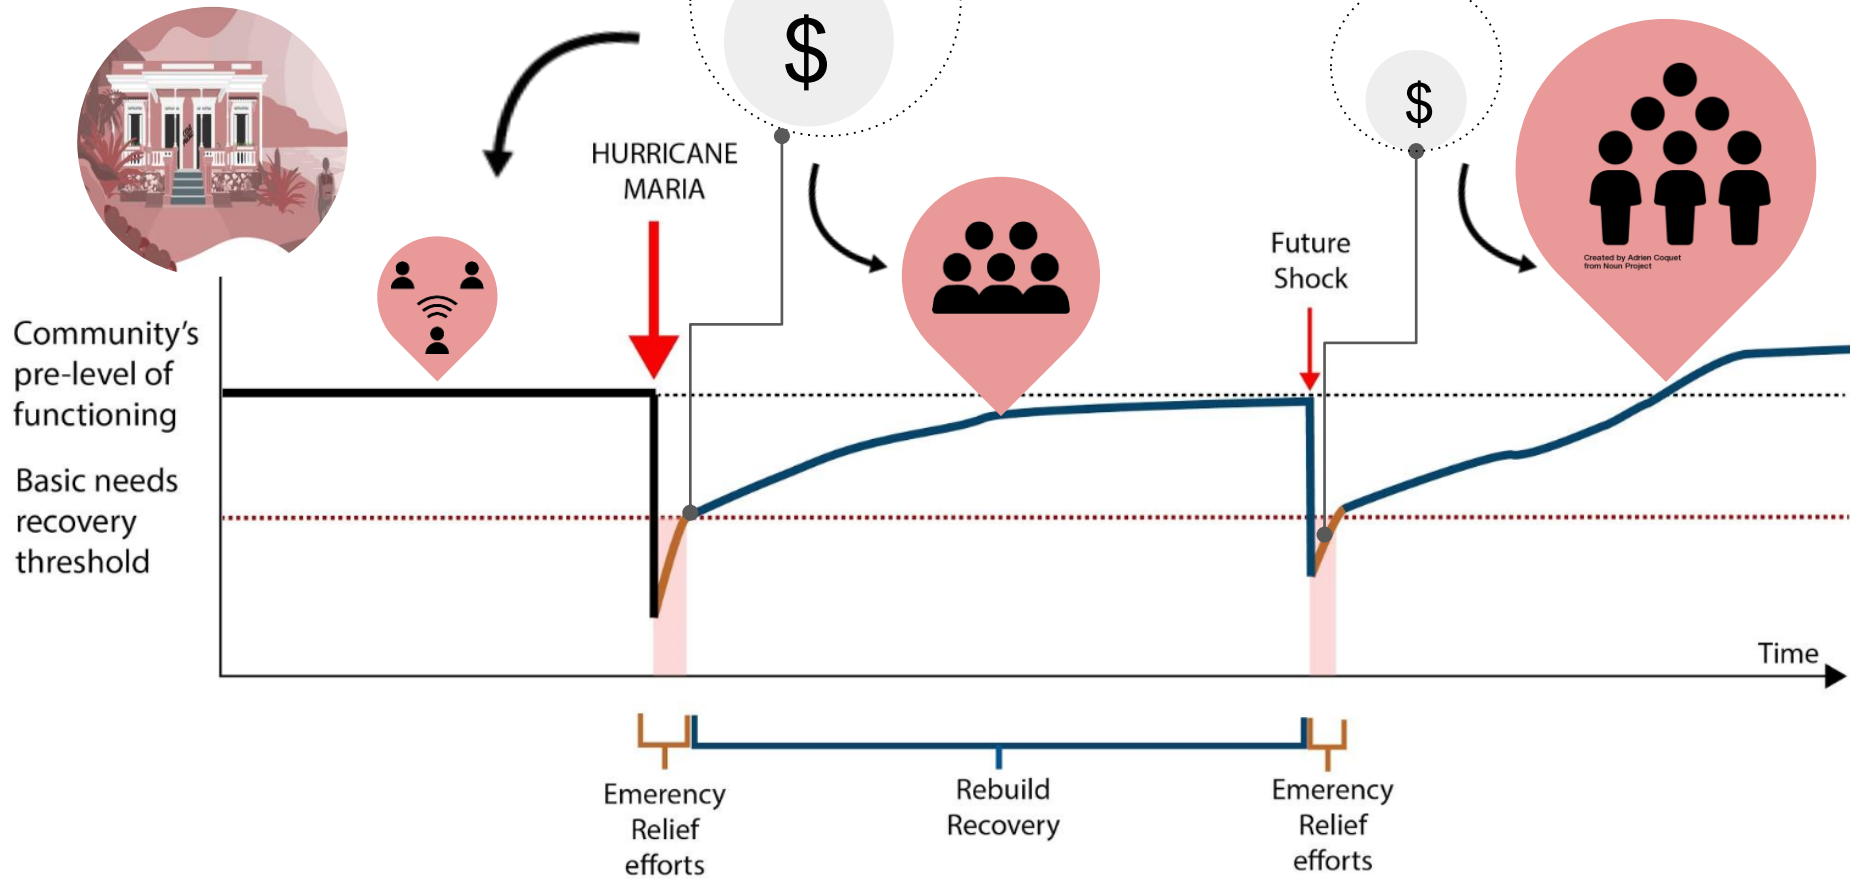 $
$
HURRICANE
MARIA
Future
Shock
Created by Adrien Coquet
from Noun Project
Community's
pre-level of
functioning
Basic needs
recovery
threshold
Time
Emerency
Relief
efforts
Rebuild
Recovery
Emerency
Relief
efforts